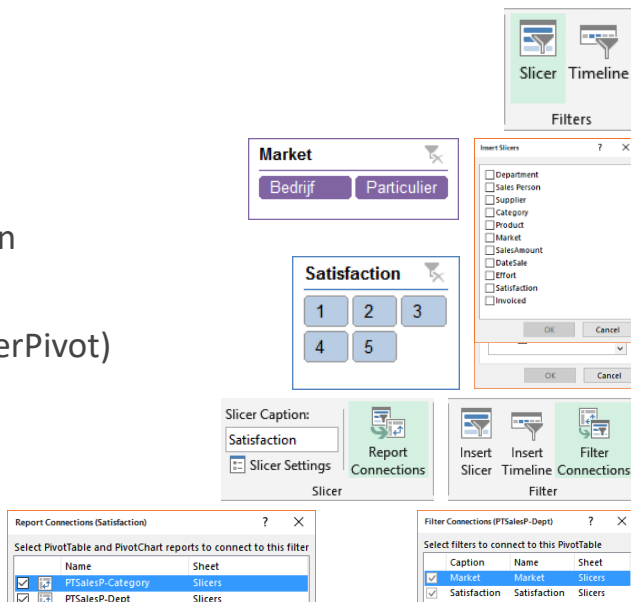 Slicer Timeline
Filters
Market
Bedrijf Particulier
Insert Slicers ? X
Department
Sales Person
Supplier
Category
Product
Market
SalesAmount
DateSale
Effort
Satisfaction
Invoiced
OK Cancel
OK Cancel
n
Satisfaction
1 2 3
4 5
erPivot)
Slicer Caption:
Satisfaction
Slicer Settings
Report
Connections
Slicer
Insert
Slicer
Insert
Timeline
Filter
Connections
Filter
Report Connections (Satisfaction) ? X
Select PivotTable and PivotChart reports to connect to this filter
Name Sheet
PTSalesP-Category Slicers
PTSalesP-Dept Slicers
Filter Connections (PTSalesP-Dept) ? X
Select filters to connect to this PivotTable
Caption Name Sheet
Market Market Slicers
Satisfaction Satisfaction Slicers